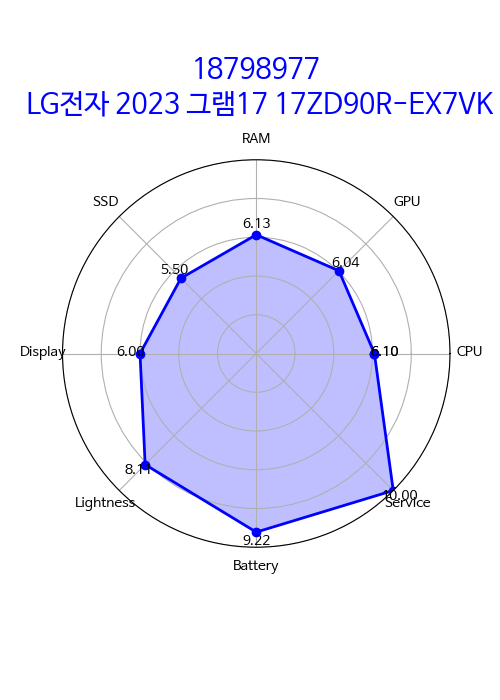 18798977
LG전자 2023 그램17 17ZD90R-EX7VK
RAM
SSD
GPU
6.13
6.04
5.50
Display
6.00
6.10
CPU
8.11
10.00
Lightness
Service
9.22
Battery